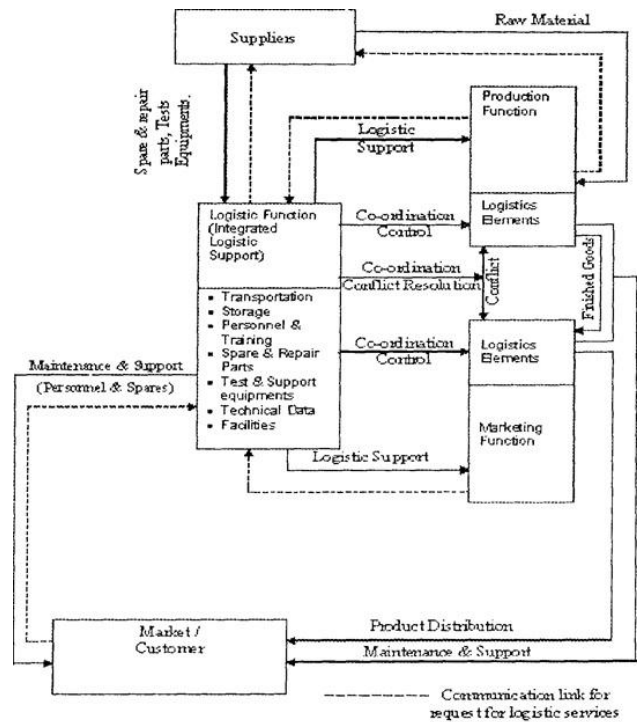 Raw Material
Suppliers
Spare & repair
parts, Tests
Equipments.
Production
Function
Logistic
Support
Logistic Function
(Integrated
Logistic
Support)
Co-ordination
Control
Logistics
Elements
Co-ordination
Conflict Resolution
Conflict
Finished Goods
• Transportation
• Storage
• Personnel &
Training
• Spare & Repair
Parts
• Test & Support
equipments
• Technical Data
• Facilities
Co-ordination
Control
Logistics
Elements
Maintenance & Support
(Personnel & Spares)
Marketing
Function
Logistic Support
Market /
Customer
Product Distribution
Maintenance & Support
Communication link for
request for logistic services